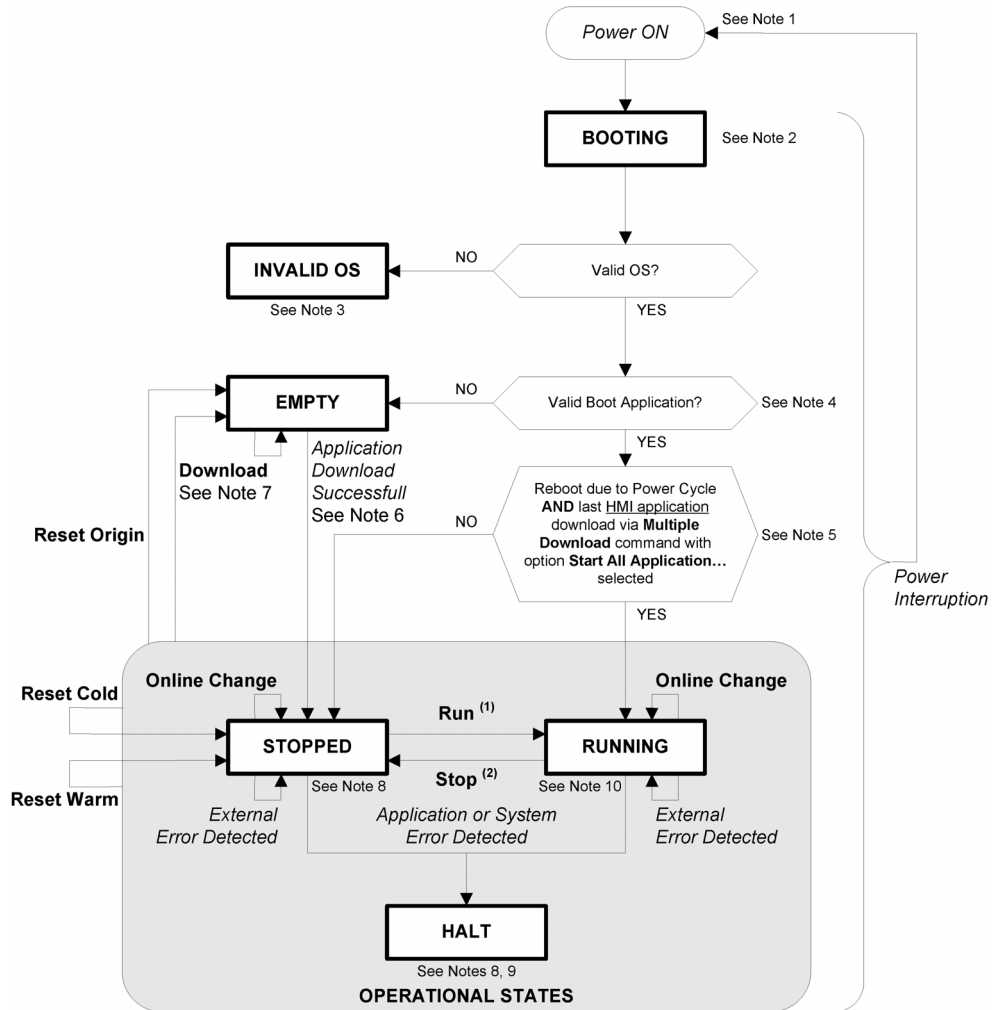 Power ON
See Note 1
BOOTING
See Note 2
INVALID OS
See Note 3
NO
Valid OS?
YES
EMPTY
NO
Valid Boot Application?
See Note 4
YES
Download
See Note 7
Application
Download
Successfull
See Note 6
Reset Origin
NO
Reboot due to Power Cycle
AND last HMI application
download via Multiple
Download command with
option Start All Application…
selected
See Note 5
YES
Power
Interruption
Reset Cold
Reset Warm
Online Change
Online Change
Run (1)
STOPPED
RUNNING
Stop (2)
See Note 8
See Note 10
External
Error Detected
Application or System
Error Detected
External
Error Detected
HALT
See Notes 8, 9
OPERATIONAL STATES